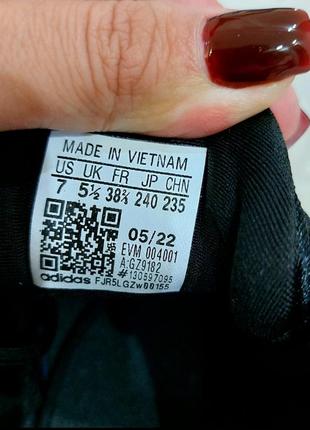 MADE IN VIETNAM
US UK FR JP CHN
7 5½ 38⅔ 240 235
05/22
EVM 004001
A:GZ9182
#130597095
adidas FJR5LGZw00155